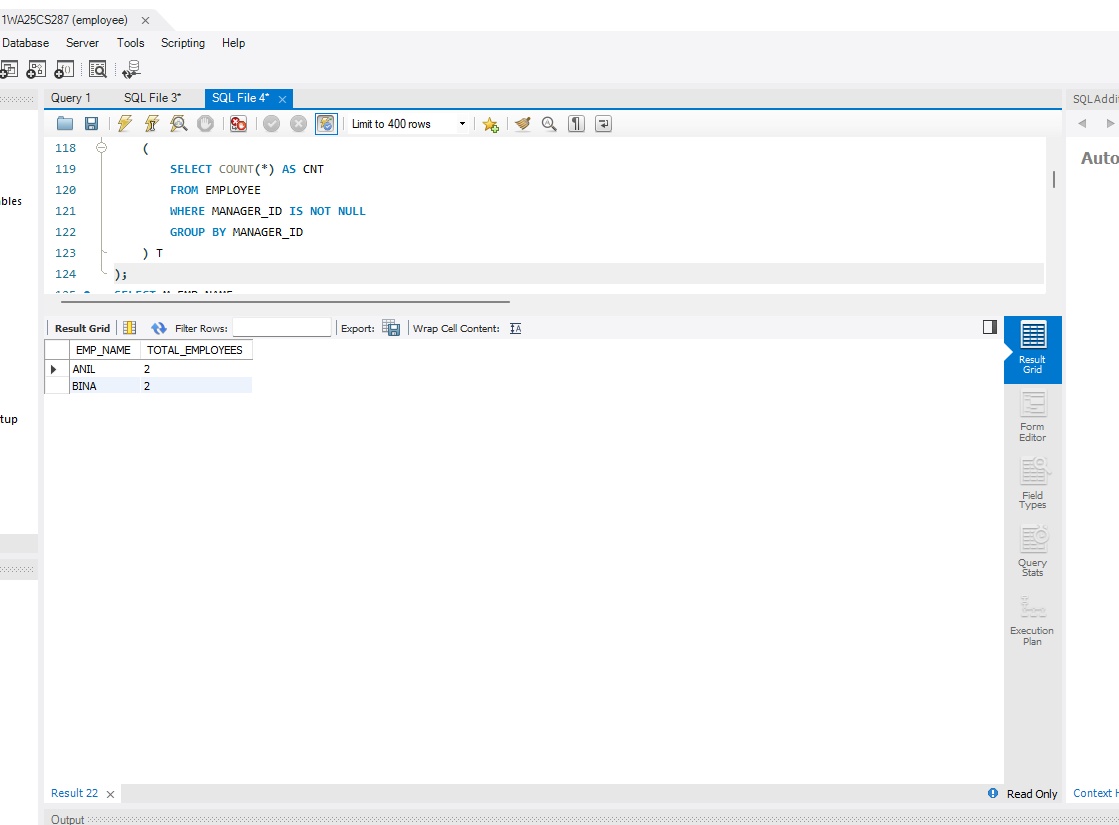 1WA25CS287 (employee)
Database Server Tools Scripting Help
Query 1 SQL File 3* SQL File 4*
Limit to 400 rows
118 (
119 SELECT COUNT(*) AS CNT
120 FROM EMPLOYEE
121 WHERE MANAGER_ID IS NOT NULL
122 GROUP BY MANAGER_ID
123 ) T
124 );
Result Grid Filter Rows: Export: Wrap Cell Content:
EMP_NAME TOTAL_EMPLOYEES
ANIL 2
BINA 2
Result 22
Read Only
Output
bles
tup
Result
Grid
Form
Editor
Field
Types
Query
Stats
Execution
Plan
SQLAddi
Auto
Context H